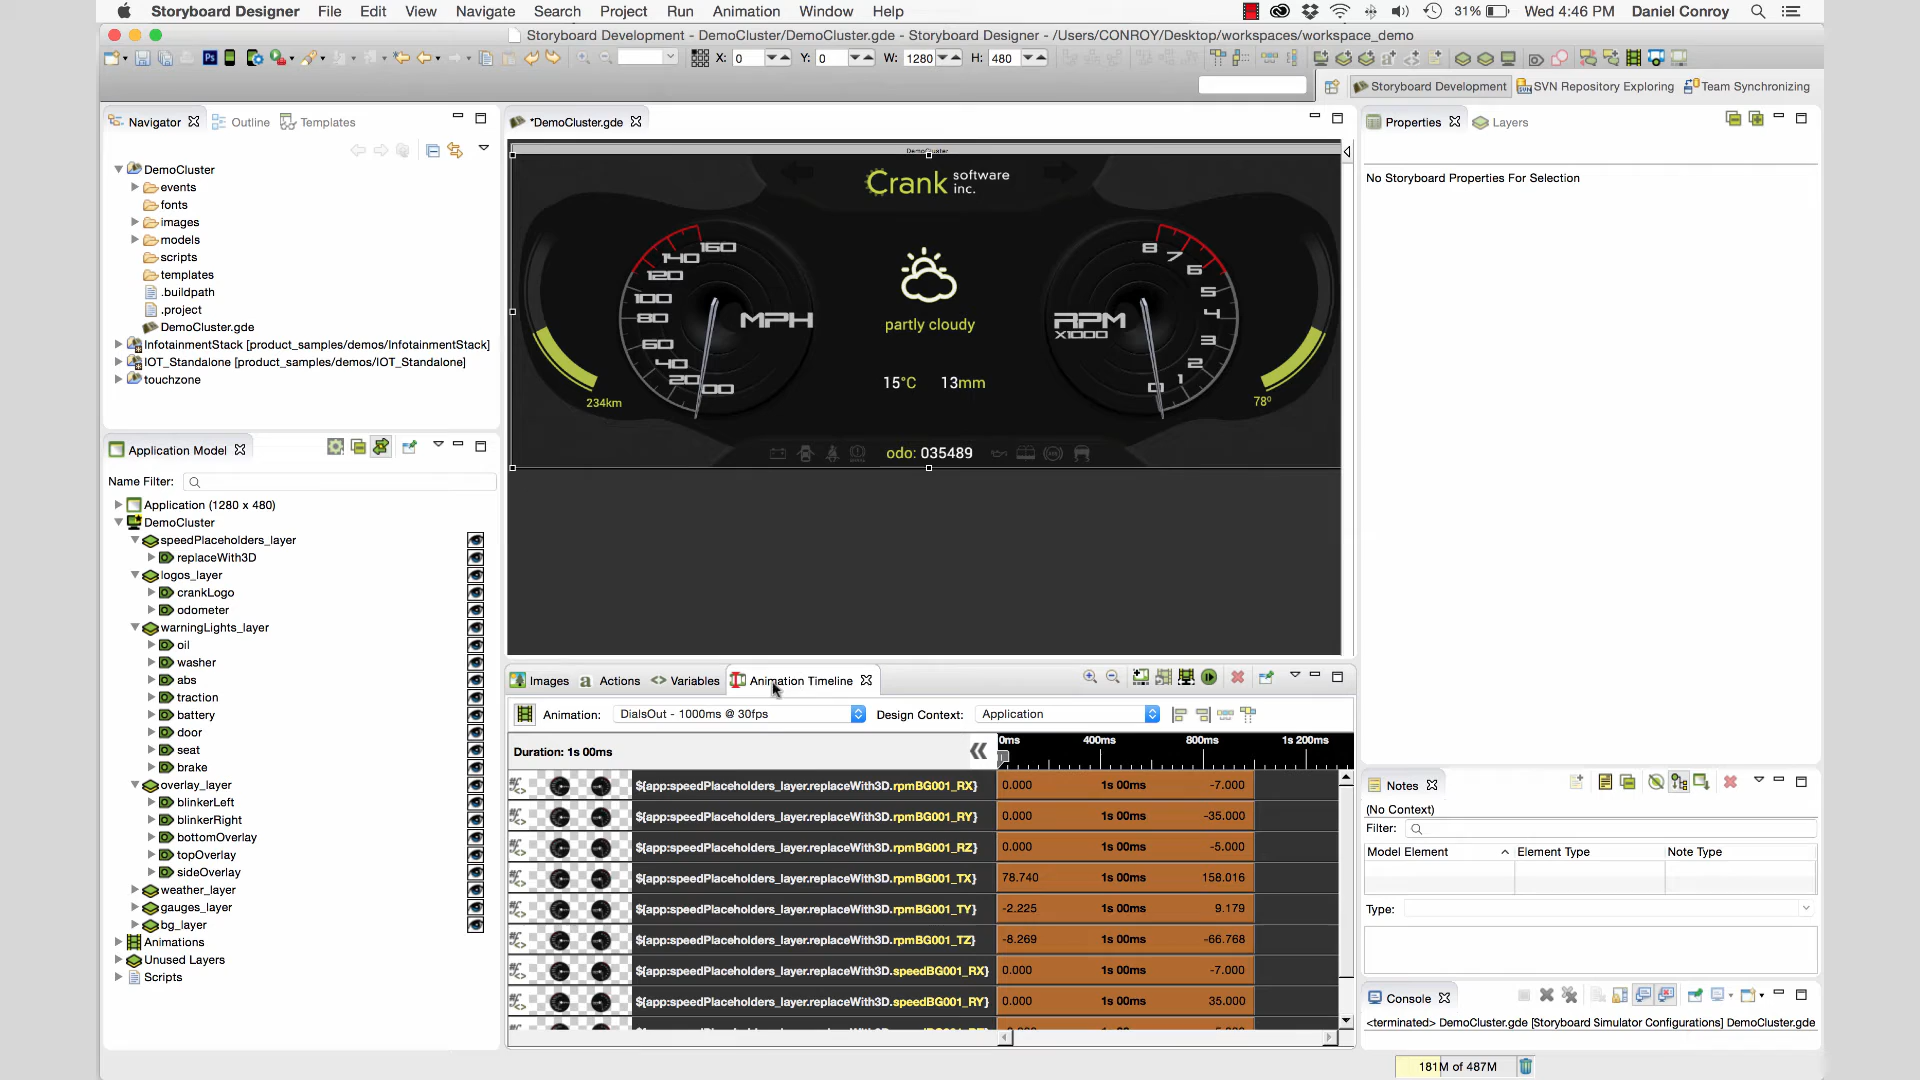 Storyboard Designer File Edit View Navigate Search Project Run Animation Window Help 31% Wed 4:46 PM Daniel Conroy
Storyboard Development - DemoCluster/DemoCluster.gde - Storyboard Designer - /Users/CONROY/Desktop/workspaces/workspace_demo
X: 0 Y: 0 W: 1280 H: 480
Storyboard Development SVN Repository Exploring Team Synchronizing
Navigator Outline Templates
DemoCluster
events
fonts
images
models
scripts
templates
.buildpath
.project
DemoCluster.gde
InfotainmentStack [product_samples/demos/InfotainmentStack]
IOT_Standalone [product_samples/demos/IOT_Standalone]
touchzone
Application Model
Name Filter:
Application (1280 x 480)
DemoCluster
speedPlaceholders_layer
replaceWith3D
logos_layer
crankLogo
odometer
warningLights_layer
oil
washer
abs
traction
battery
door
seat
brake
overlay_layer
blinkerLeft
blinkerRight
bottomOverlay
topOverlay
sideOverlay
weather_layer
gauges_layer
bg_layer
Animations
Unused Layers
Scripts
*DemoCluster.gde
DemoCluster
Crank software inc.
160
140
120
100
80
60
40
20
00
MPH
234km
partly cloudy
15°C 13mm
odo: 035489
8
7
6
5
4
3
2
1
0
RPM
X1000
78º
Images Actions Variables Animation Timeline
Animation: DialsOut - 1000ms @ 30fps Design Context: Application
Duration: 1s 00ms
0ms 400ms 800ms 1s 200ms
${app:speedPlaceholders_layer.replaceWith3D.rpmBG001_RX} 0.000 1s 00ms -7.000
${app:speedPlaceholders_layer.replaceWith3D.rpmBG001_RY} 0.000 1s 00ms -35.000
${app:speedPlaceholders_layer.replaceWith3D.rpmBG001_RZ} 0.000 1s 00ms -5.000
${app:speedPlaceholders_layer.replaceWith3D.rpmBG001_TX} 78.740 1s 00ms 158.016
${app:speedPlaceholders_layer.replaceWith3D.rpmBG001_TY} -2.225 1s 00ms 9.179
${app:speedPlaceholders_layer.replaceWith3D.rpmBG001_TZ} -8.269 1s 00ms -66.768
${app:speedPlaceholders_layer.replaceWith3D.speedBG001_RX} 0.000 1s 00ms -7.000
${app:speedPlaceholders_layer.replaceWith3D.speedBG001_RY} 0.000 1s 00ms 35.000
Properties Layers
No Storyboard Properties For Selection
Notes
(No Context)
Filter:
Model Element Element Type Note Type
Type:
Console
<terminated> DemoCluster.gde [Storyboard Simulator Configurations] DemoCluster.gde
181M of 487M